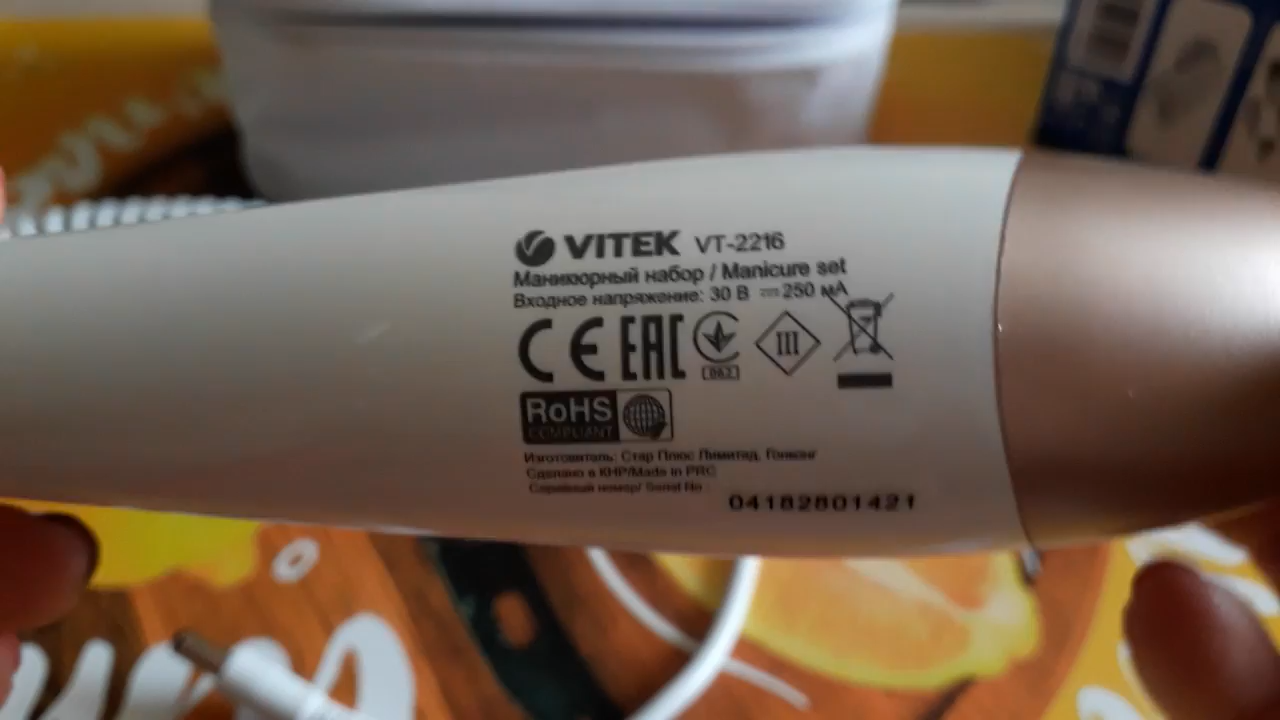 VITEK VT-2216
Маникюрный набор / Manicure set
Входное напряжение: 30 В ⎓ 250 мА
CE EAC 062 III
RoHS
COMPLIANT
Изготовитель: Стар Плюс Лимитед, Гонконг
Сделано в КНР/Made in PRC
Серийный номер/ Serial No :
04182801421